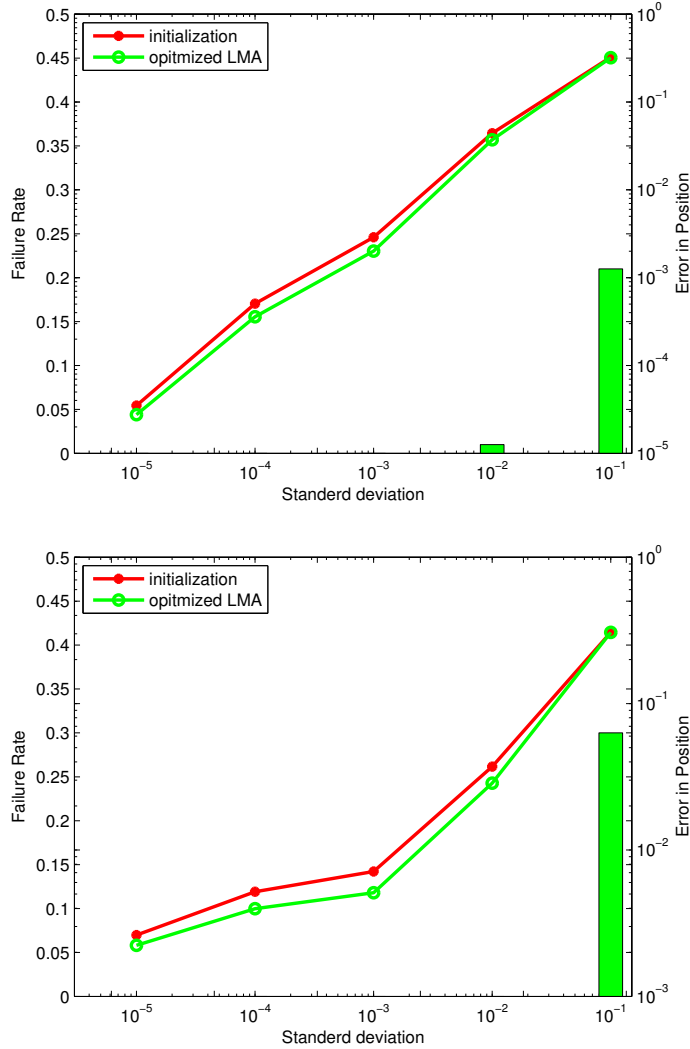 0.5
0.45
0.4
0.35
0.3
0.25
0.2
0.15
0.1
0.05
0
Failure Rate
initialization
opitmized LMA
10⁰
10⁻¹
10⁻²
10⁻³
10⁻⁴
10⁻⁵
Error in Position
10⁻⁵ 10⁻⁴ 10⁻³ 10⁻² 10⁻¹
Standerd deviation
0.5
0.45
0.4
0.35
0.3
0.25
0.2
0.15
0.1
0.05
0
Failure Rate
initialization
opitmized LMA
10⁰
10⁻¹
10⁻²
10⁻³
Error in Position
10⁻⁵ 10⁻⁴ 10⁻³ 10⁻² 10⁻¹
Standerd deviation